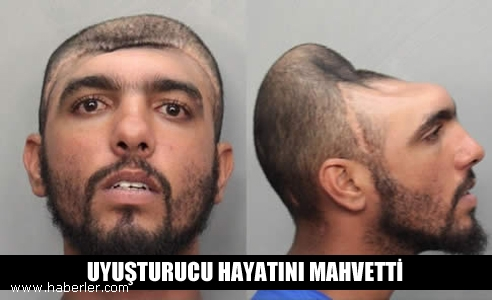 UYUŞTURUCU HAYATINI MAHVETTİ
www.haberler.com